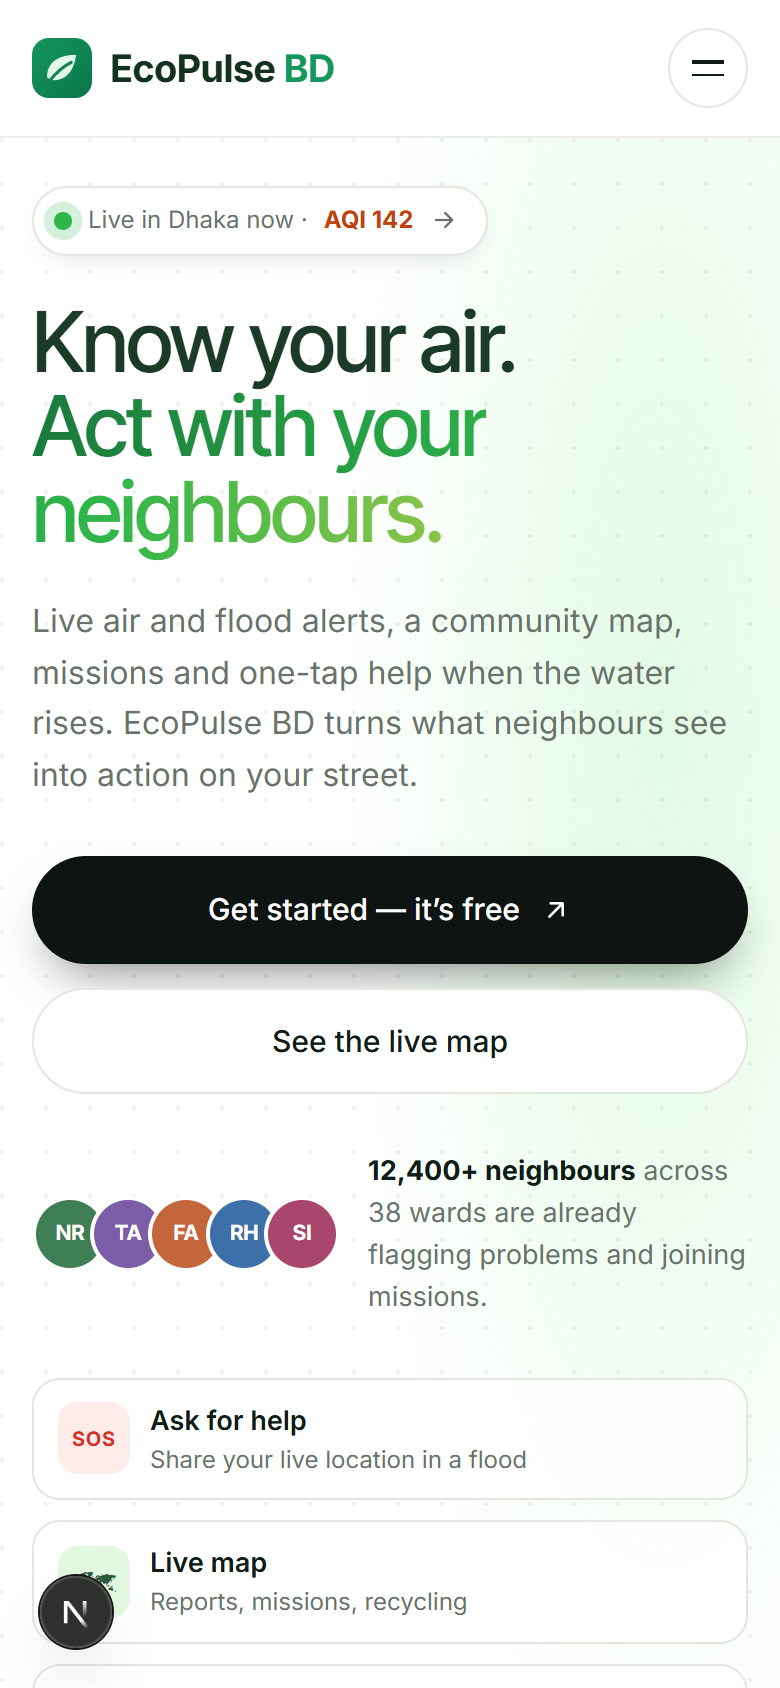 EcoPulse BD
Live in Dhaka now · AQI 142 →
Know your air.
Act with your
neighbours.
Live air and flood alerts, a community map,
missions and one-tap help when the water
rises. EcoPulse BD turns what neighbours see
into action on your street.
Get started — it’s free ↗
See the live map
NR TA FA RH SI
12,400+ neighbours across
38 wards are already
flagging problems and joining
missions.
SOS
Ask for help
Share your live location in a flood
Live map
Reports, missions, recycling
N